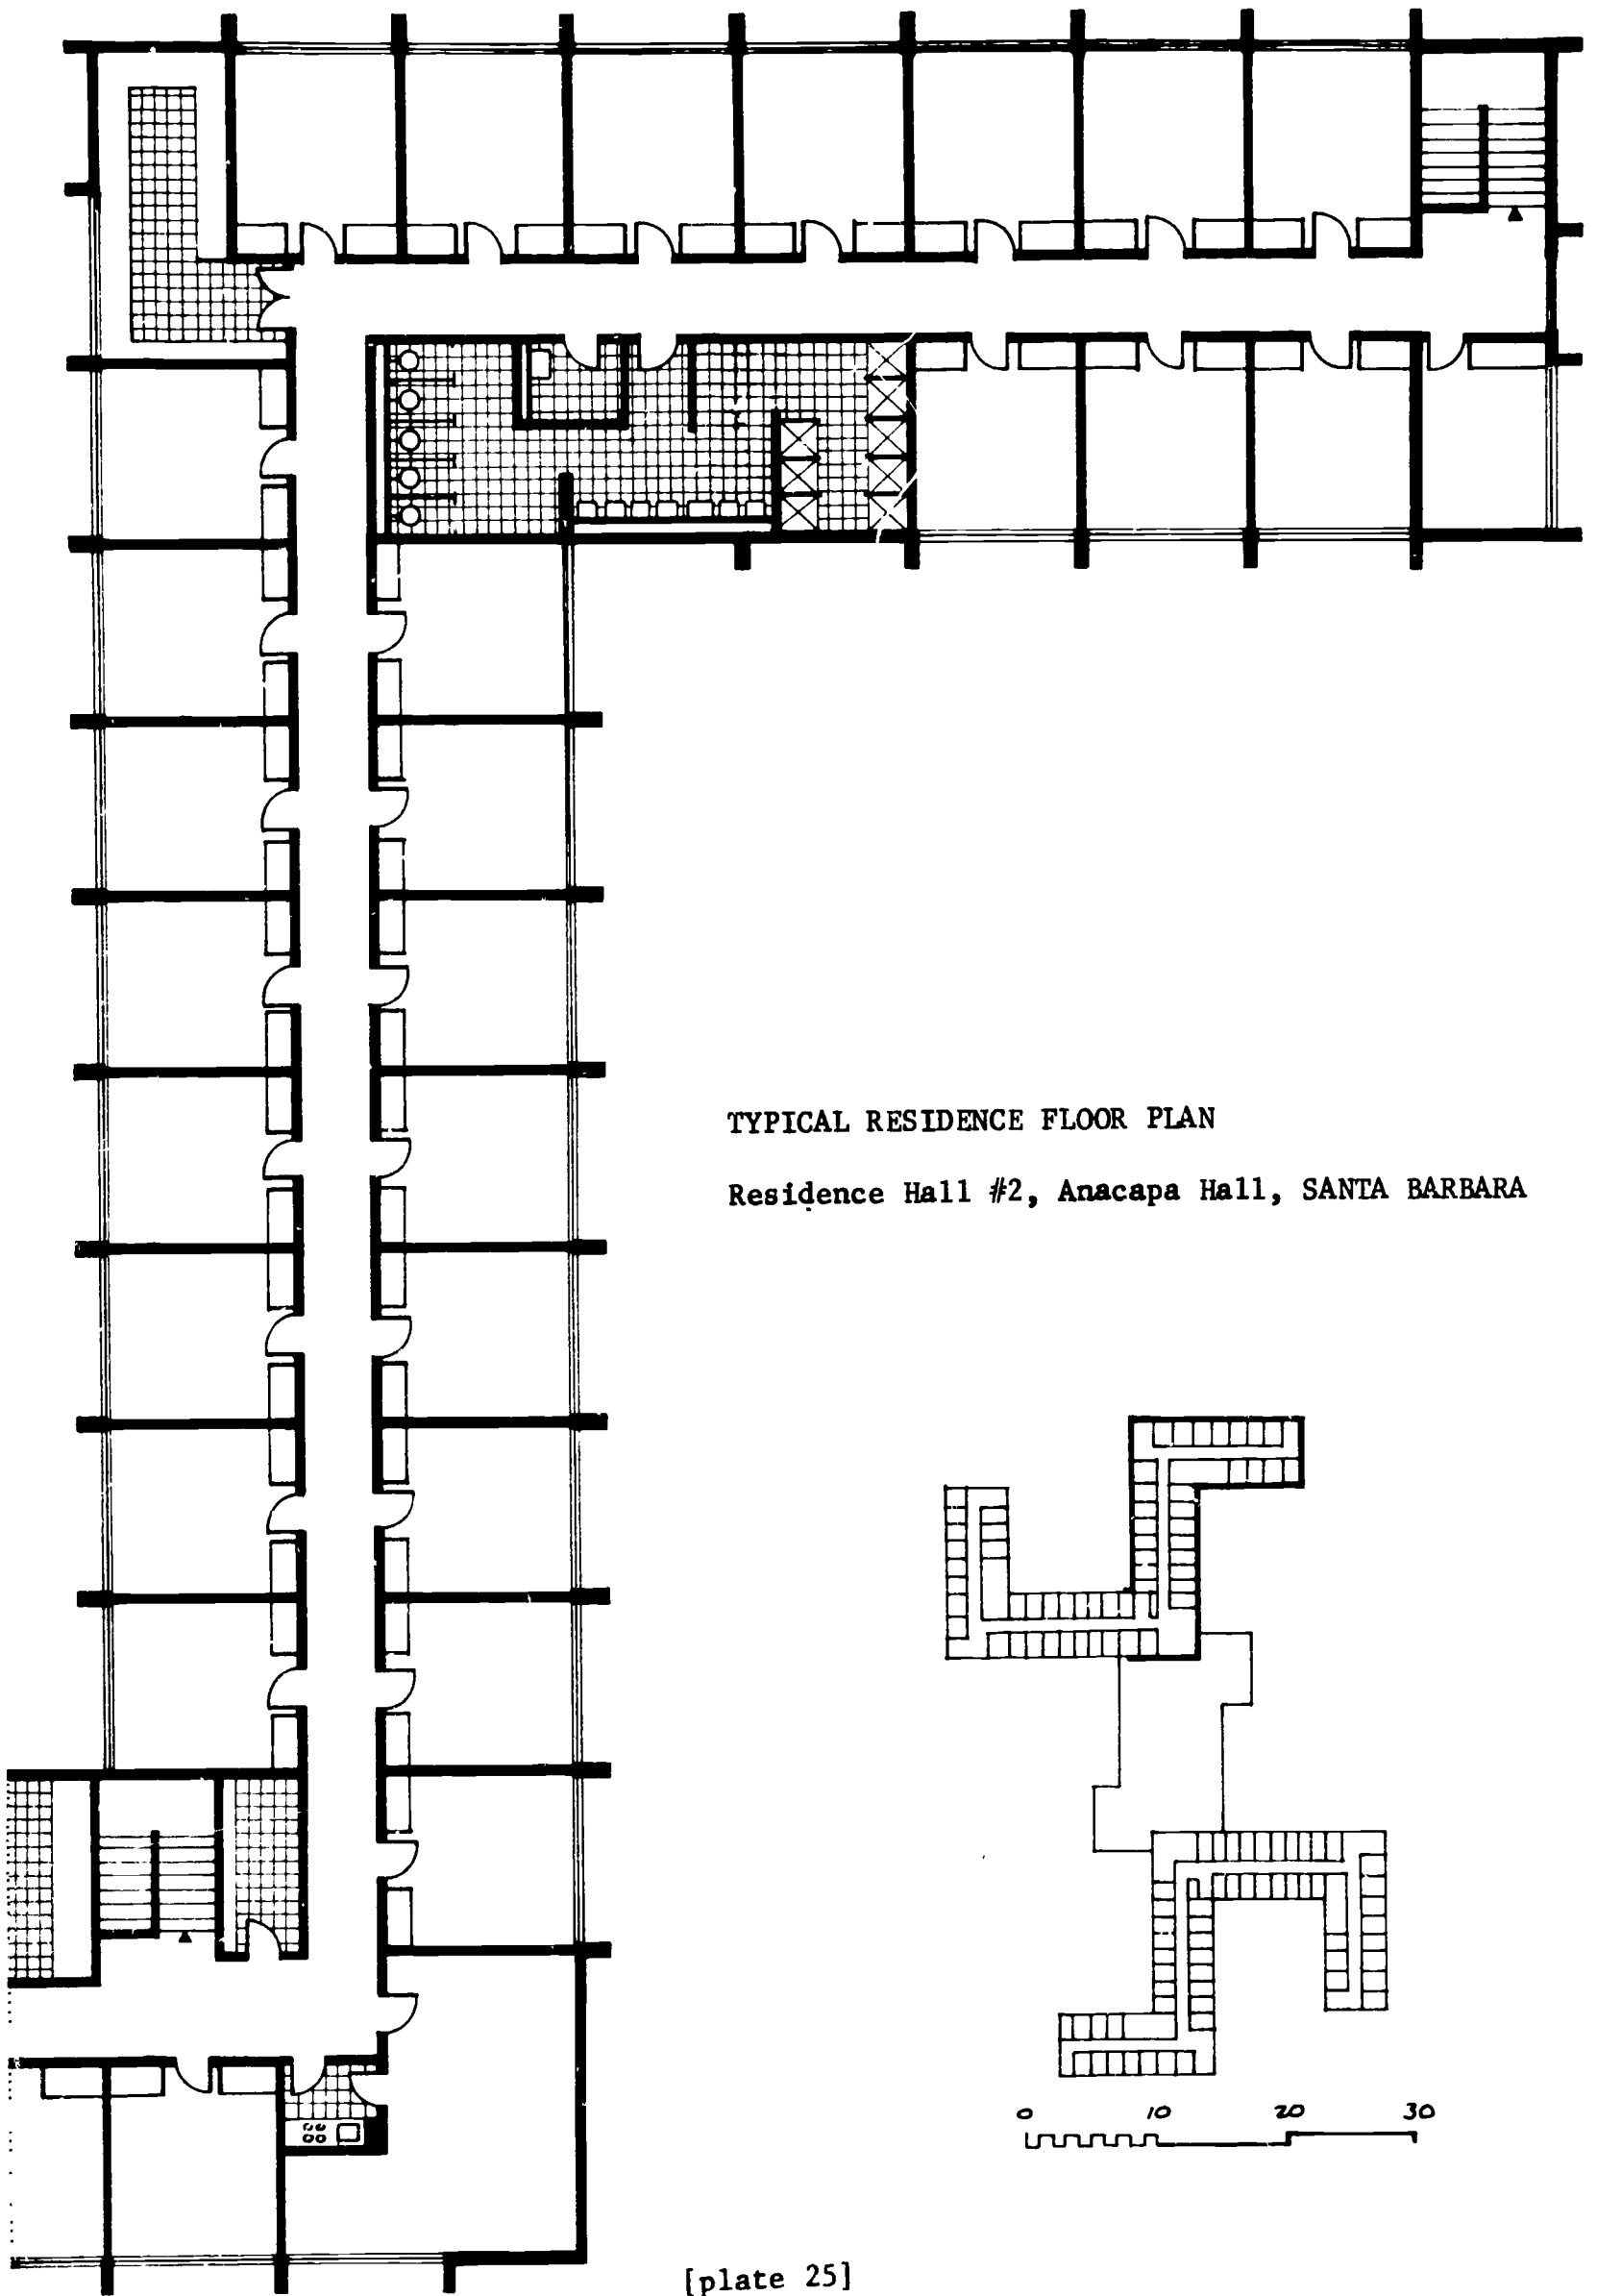 TYPICAL RESIDENCE FLOOR PLAN
Residence Hall #2, Anacapa Hall, SANTA BARBARA
0 10 20 30
[plate 25]